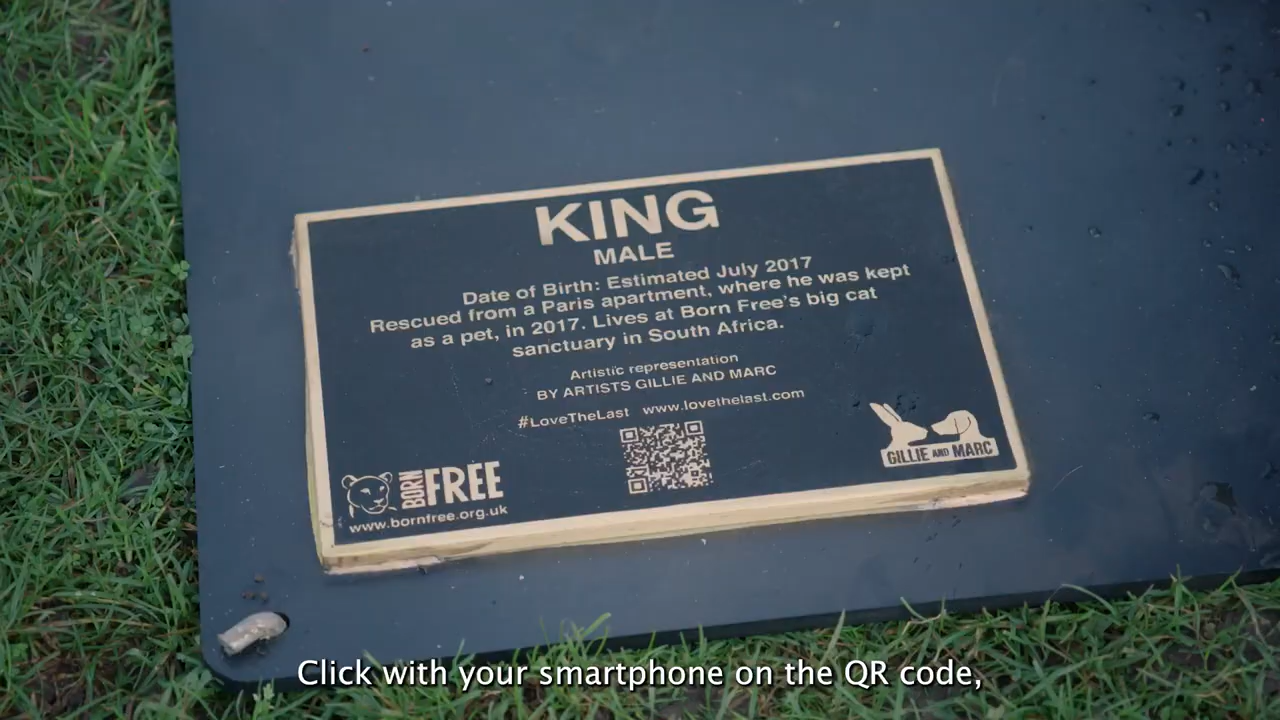 KING
MALE
Date of Birth: Estimated July 2017
Rescued from a Paris apartment, where he was kept
as a pet, in 2017. Lives at Born Free's big cat
sanctuary in South Africa.
Artistic representation
BY ARTISTS GILLIE AND MARC
#LoveTheLast www.lovethelast.com
BORN FREE
www.bornfree.org.uk
GILLIE AND MARC
Click with your smartphone on the QR code,